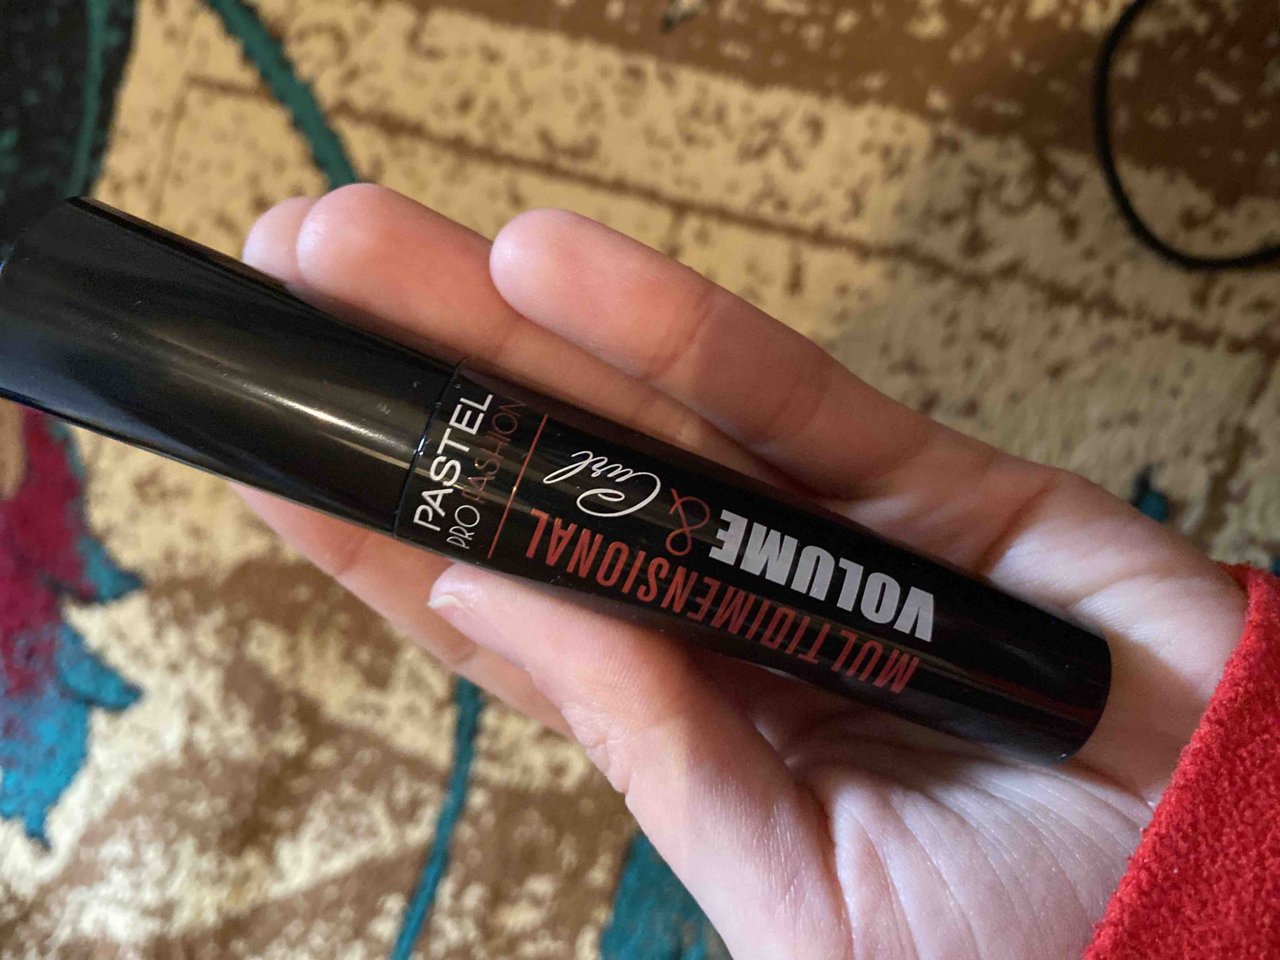 PASTEL
PRO FASHION
MULTIDIMENSIONAL
VOLUME
& Curl